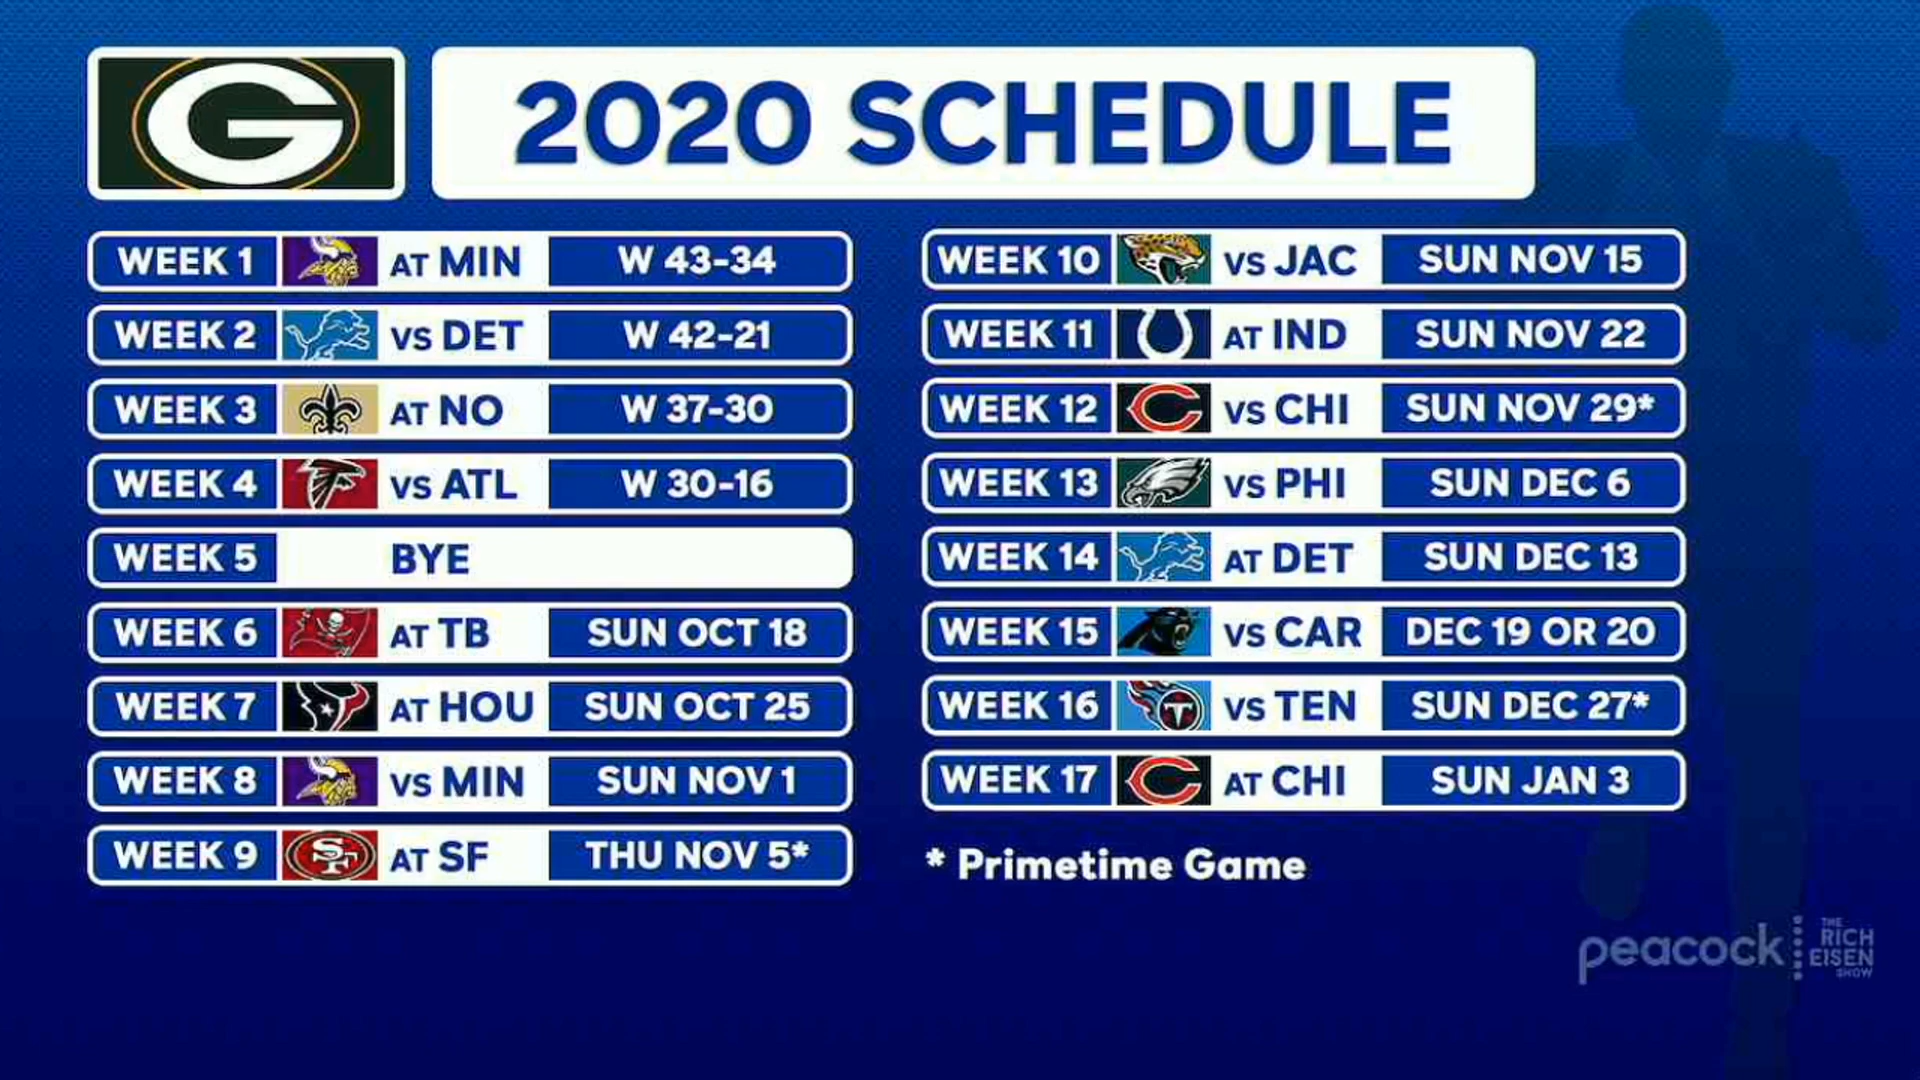 G
2020 SCHEDULE
WEEK 1 AT MIN W 43-34
WEEK 2 VS DET W 42-21
WEEK 3 AT NO W 37-30
WEEK 4 VS ATL W 30-16
WEEK 5 BYE
WEEK 6 AT TB SUN OCT 18
WEEK 7 AT HOU SUN OCT 25
WEEK 8 VS MIN SUN NOV 1
WEEK 9 SF AT SF THU NOV 5*
WEEK 10 VS JAC SUN NOV 15
WEEK 11 AT IND SUN NOV 22
WEEK 12 C VS CHI SUN NOV 29*
WEEK 13 VS PHI SUN DEC 6
WEEK 14 AT DET SUN DEC 13
WEEK 15 VS CAR DEC 19 OR 20
WEEK 16 T VS TEN SUN DEC 27*
WEEK 17 C AT CHI SUN JAN 3
* Primetime Game
peacock
THE
RICH
EISEN
SHOW